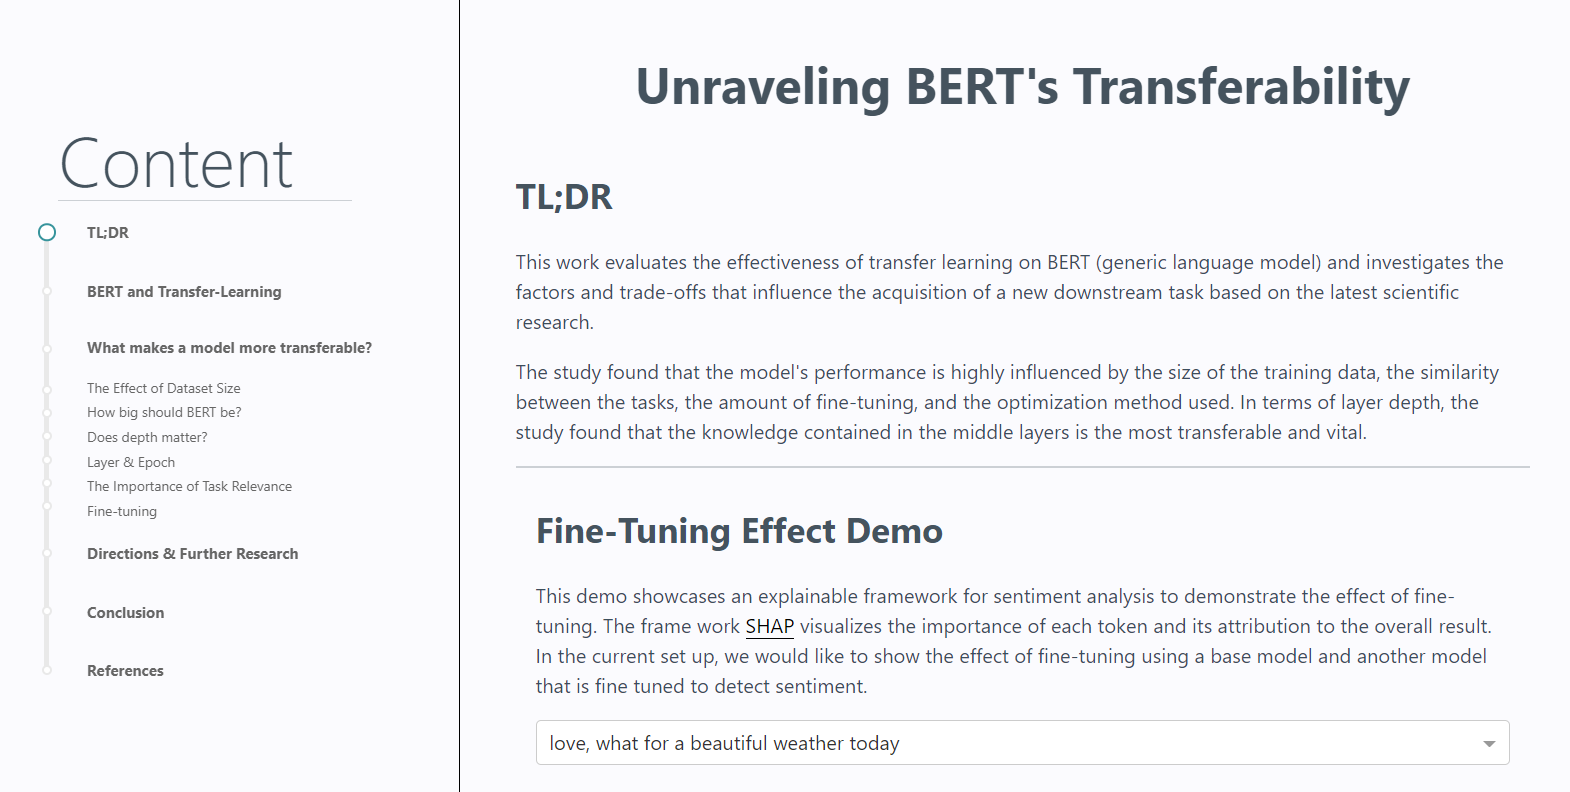 Content
TL;DR
BERT and Transfer-Learning
What makes a model more transferable?
The Effect of Dataset Size
How big should BERT be?
Does depth matter?
Layer & Epoch
The Importance of Task Relevance
Fine-tuning
Directions & Further Research
Conclusion
References
Unraveling BERT's Transferability
TL;DR
This work evaluates the effectiveness of transfer learning on BERT (generic language model) and investigates the
factors and trade-offs that influence the acquisition of a new downstream task based on the latest scientific
research.
The study found that the model's performance is highly influenced by the size of the training data, the similarity
between the tasks, the amount of fine-tuning, and the optimization method used. In terms of layer depth, the
study found that the knowledge contained in the middle layers is the most transferable and vital.
Fine-Tuning Effect Demo
This demo showcases an explainable framework for sentiment analysis to demonstrate the effect of fine-
tuning. The frame work SHAP visualizes the importance of each token and its attribution to the overall result.
In the current set up, we would like to show the effect of fine-tuning using a base model and another model
that is fine tuned to detect sentiment.
love, what for a beautiful weather today